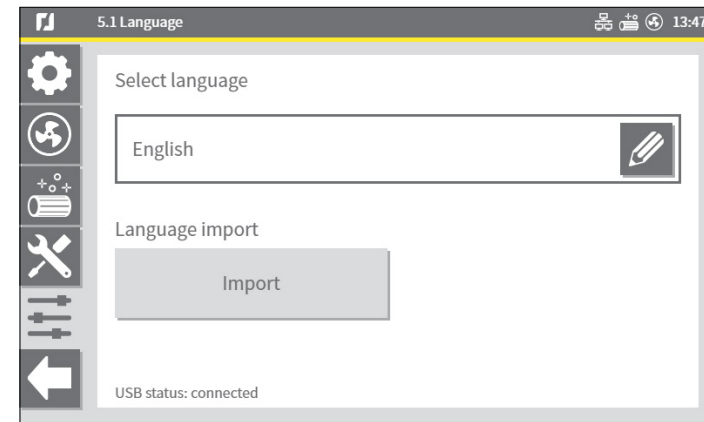 5.1 Language
13:47
Select language
English
Language import
Import
USB status: connected